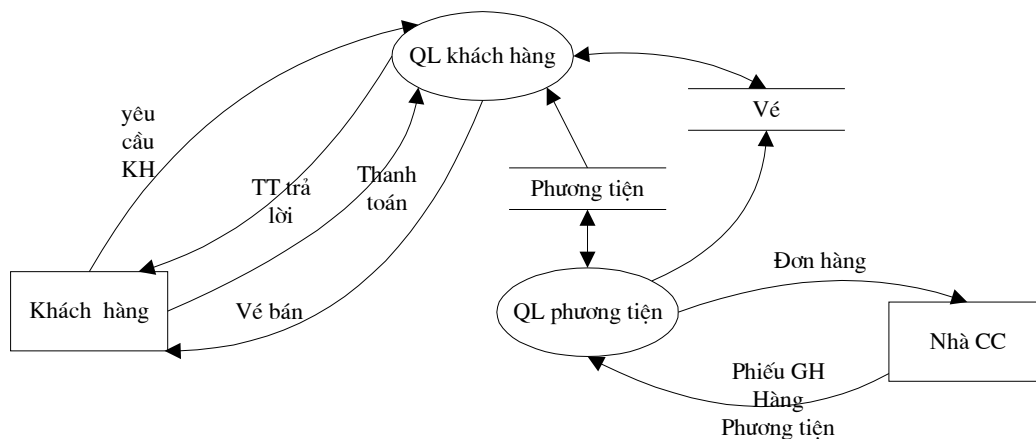 QL khách hàng
Vé
yêu
cầu
KH
TT trả
lời
Thanh
toán
Phương tiện
Đơn hàng
Khách hàng
Vé bán
QL phương tiện
Nhà CC
Phiếu GH
Hàng
Phương tiện